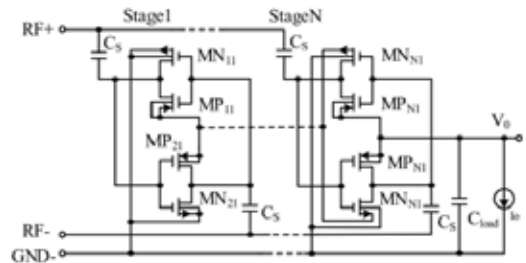 Stage1 StageN
RF+
CS CS
MN11 MNN1
MP11 MPN1
MP21 V0
MPN1
MN21 MNN1
CS CS Cload Io
RF-
GND-